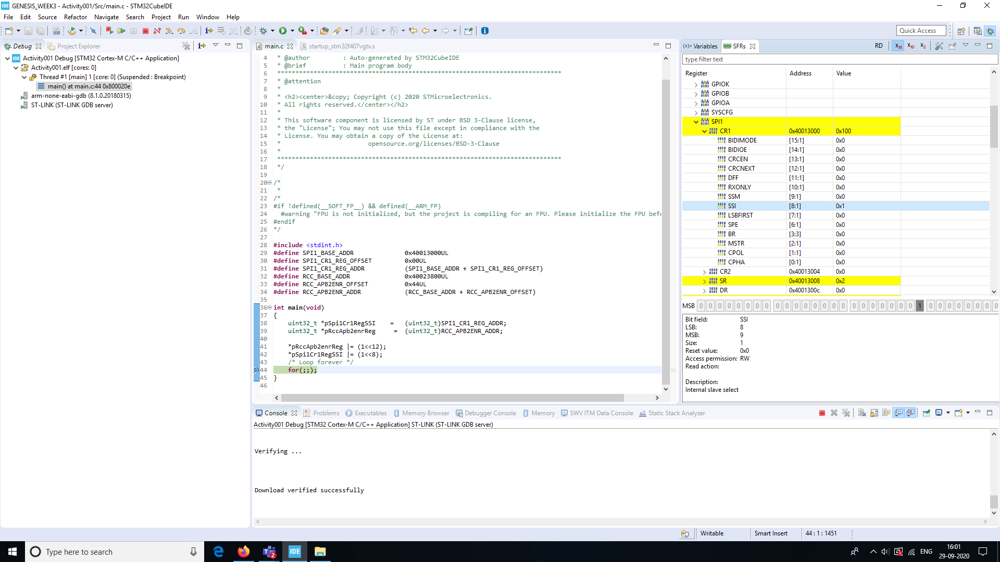 IDE GENESIS_WEEK3 - Activity001/Src/main.c - STM32CubeIDE
File Edit Source Refactor Navigate Search Project Run Window Help
Quick Access
Debug Project Explorer
Activity001 Debug [STM32 Cortex-M C/C++ Application]
Activity001.elf [cores: 0]
Thread #1 [main] 1 [core: 0] (Suspended : Breakpoint)
main() at main.c:44 0x800020e
arm-none-eabi-gdb (8.1.0.20180315)
ST-LINK (ST-LINK GDB server)
main.c startup_stm32f407vgtx.s
4 * @author : Auto-generated by STM32CubeIDE
5 * @brief : Main program body
6 ******************************************************************************
7 * @attention
8 *
9 * <h2><center>&copy; Copyright (c) 2020 STMicroelectronics.
10 * All rights reserved.</center></h2>
11 *
12 * This software component is licensed by ST under BSD 3-Clause license,
13 * the "License"; You may not use this file except in compliance with the
14 * License. You may obtain a copy of the License at:
15 * opensource.org/licenses/BSD-3-Clause
16 *
17 ******************************************************************************
18 */
19
20 /*
21 *
22 /*
23 #if !defined(__SOFT_FP__) && defined(__ARM_FP)
24 #warning "FPU is not initialized, but the project is compiling for an FPU. Please initialize the FPU befo
25 #endif
26 */
27
28 #include <stdint.h>
29 #define SPI1_BASE_ADDR 0x40013000UL
30 #define SPI1_CR1_REG_OFFSET 0x00UL
31 #define SPI1_CR1_REG_ADDR (SPI1_BASE_ADDR + SPI1_CR1_REG_OFFSET)
32 #define RCC_BASE_ADDR 0x40023800UL
33 #define RCC_APB2ENR_OFFSET 0x44UL
34 #define RCC_APB2ENR_ADDR (RCC_BASE_ADDR + RCC_APB2ENR_OFFSET)
35
36 int main(void)
37 {
38 uint32_t *pSpi1Cr1RegSSI = (uint32_t)SPI1_CR1_REG_ADDR;
39 uint32_t *pRccApb2enrReg = (uint32_t)RCC_APB2ENR_ADDR;
40
41 *pRccApb2enrReg |= (1<<12);
42 *pSpi1Cr1RegSSI |= (1<<8);
43 /* Loop forever */
44 for(;;);
45 }
46
(x)= Variables SFRs RD X16 X10 X2
type filter text
Register Address Value
GPIOK
GPIOB
GPIOA
SYSCFG
SPI1
CR1 0x40013000 0x100
BIDIMODE [15:1] 0x0
BIDIOE [14:1] 0x0
CRCEN [13:1] 0x0
CRCNEXT [12:1] 0x0
DFF [11:1] 0x0
RXONLY [10:1] 0x0
SSM [9:1] 0x0
SSI [8:1] 0x1
LSBFIRST [7:1] 0x0
SPE [6:1] 0x0
BR [3:3] 0x0
MSTR [2:1] 0x0
CPOL [1:1] 0x0
CPHA [0:1] 0x0
CR2 0x40013004 0x0
SR 0x40013008 0x2
DR 0x4001300c 0x0
MSB 0 0 0 0 0 0 0 0 0 0 0 0 0 0 0 0 0 0 0 0 0 0 0 1 0 0 0 0 0 0 0 0
Bit field: SSI
LSB: 8
MSB: 9
Size: 1
Reset value: 0x0
Access permission: RW
Read action:
Description:
Internal slave select
Console Problems Executables Memory Browser Debugger Console Memory SWV ITM Data Console Static Stack Analyzer
Activity001 Debug [STM32 Cortex-M C/C++ Application] ST-LINK (ST-LINK GDB server)
Verifying ...
Download verified successfully
Writable Smart Insert 44 : 1 : 1451
Type here to search
IDE
2
ENG
16:01
29-09-2020